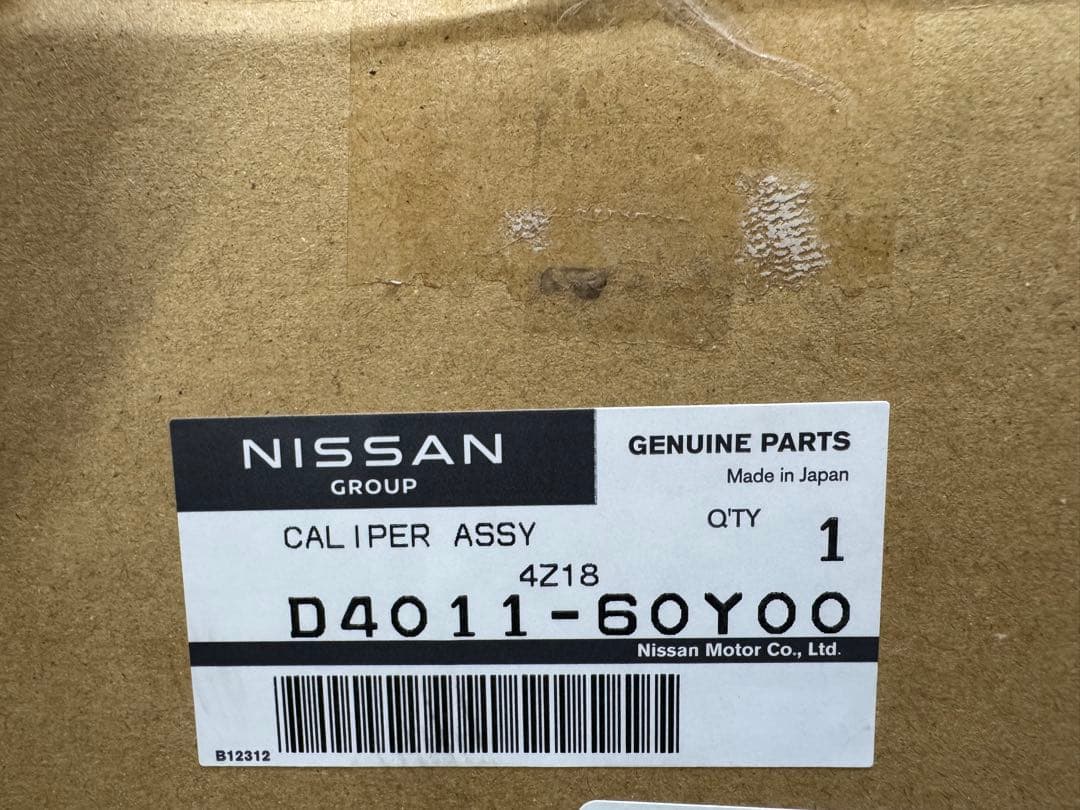 NISSAN
GROUP
GENUINE PARTS
Made in Japan
CALIPER ASSY
Q'TY 1
4Z18
D4011-60Y00
Nissan Motor Co., Ltd.
B12312